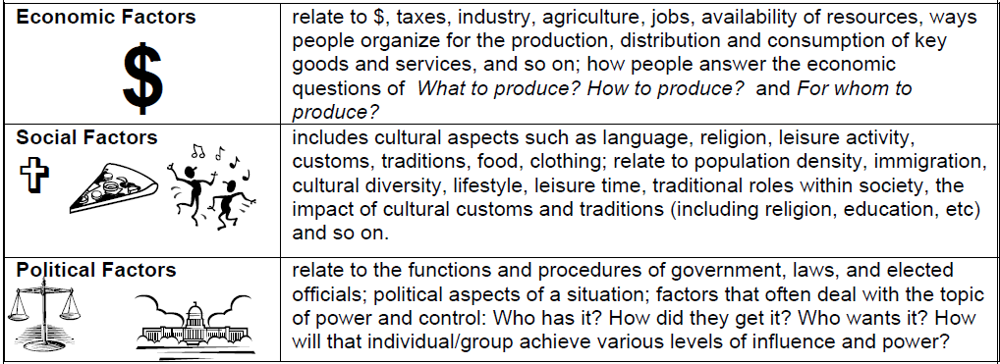 Economic Factors
$
relate to $, taxes, industry, agriculture, jobs, availability of resources, ways
people organize for the production, distribution and consumption of key
goods and services, and so on; how people answer the economic
questions of What to produce? How to produce? and For whom to
produce?
Social Factors
includes cultural aspects such as language, religion, leisure activity,
customs, traditions, food, clothing; relate to population density, immigration,
cultural diversity, lifestyle, leisure time, traditional roles within society, the
impact of cultural customs and traditions (including religion, education, etc)
and so on.
Political Factors
relate to the functions and procedures of government, laws, and elected
officials; political aspects of a situation; factors that often deal with the topic
of power and control: Who has it? How did they get it? Who wants it? How
will that individual/group achieve various levels of influence and power?